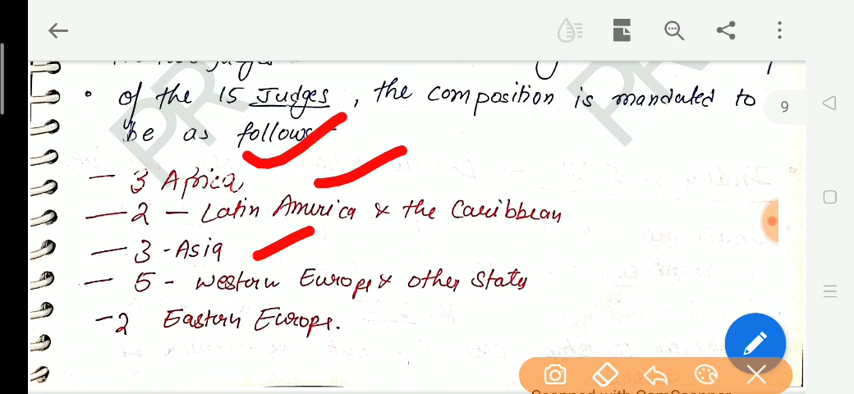 • of the 15 Judges, the composition is mandated to
be as follows
9
— 3 Africa,
— 2 — Latin America & the Caribbean
— 3 - Asia
— 5 - Western Europe & other States
- 2 Eastern Europe.